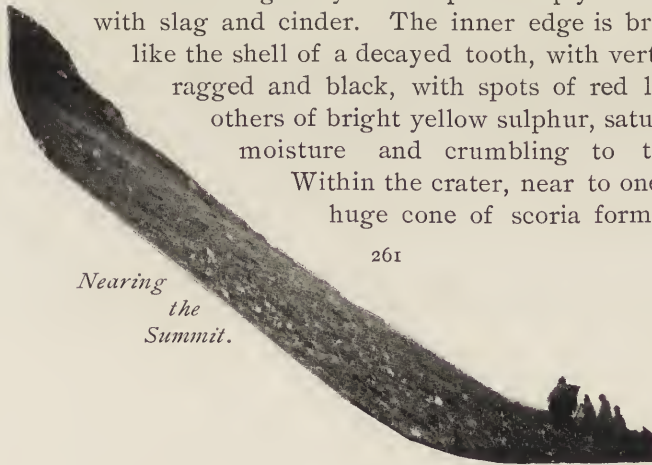 with slag and cinder. The inner edge is br
like the shell of a decayed tooth, with vert
ragged and black, with spots of red l
others of bright yellow sulphur, satu
moisture and crumbling to t
Within the crater, near to one
huge cone of scoria form
261
Nearing
the
Summit.